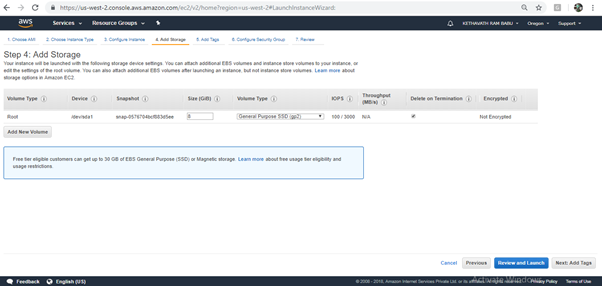 https://us-west-2.console.aws.amazon.com/ec2/v2/home?region=us-west-2#LaunchInstanceWizard:
aws Services Resource Groups KETHAVATH RAM BABU Oregon Support
1. Choose AMI 2. Choose Instance Type 3. Configure Instance 4. Add Storage 5. Add Tags 6. Configure Security Group 7. Review
Step 4: Add Storage
Your instance will be launched with the following storage device settings. You can attach additional EBS volumes and instance store volumes to your instance, or
edit the settings of the root volume. You can also attach additional EBS volumes after launching an instance, but not instance store volumes. Learn more about
storage options in Amazon EC2.
Volume Type Device Snapshot Size (GiB) Volume Type IOPS Throughput (MB/s) Delete on Termination Encrypted
Root /dev/sda1 snap-0578704bcf883d5ee 8 General Purpose SSD (gp2) 100 / 3000 N/A Not Encrypted
Add New Volume
Free tier eligible customers can get up to 30 GB of EBS General Purpose (SSD) or Magnetic storage. Learn more about free usage tier eligibility and
usage restrictions.
Cancel Previous Review and Launch Next: Add Tags
Activate Windows
Feedback English (US) © 2008 - 2019, Amazon Internet Services Private Ltd. or its affiliates. All rights reserved. Privacy Policy Terms of Use